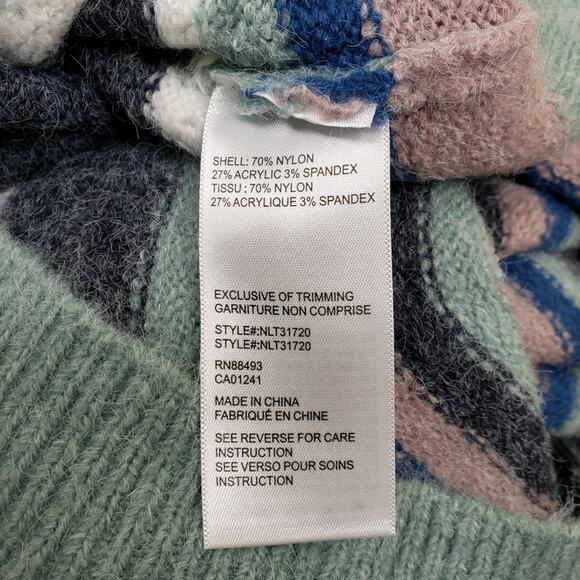 SHELL: 70% NYLON
27% ACRYLIC 3% SPANDEX
TISSU : 70% NYLON
27% ACRYLIQUE 3% SPANDEX
EXCLUSIVE OF TRIMMING
GARNITURE NON COMPRISE
STYLE#:NLT31720
STYLE#:NLT31720
RN88493
CA01241
MADE IN CHINA
FABRIQUÉ EN CHINE
SEE REVERSE FOR CARE
INSTRUCTION
SEE VERSO POUR SOINS
INSTRUCTION